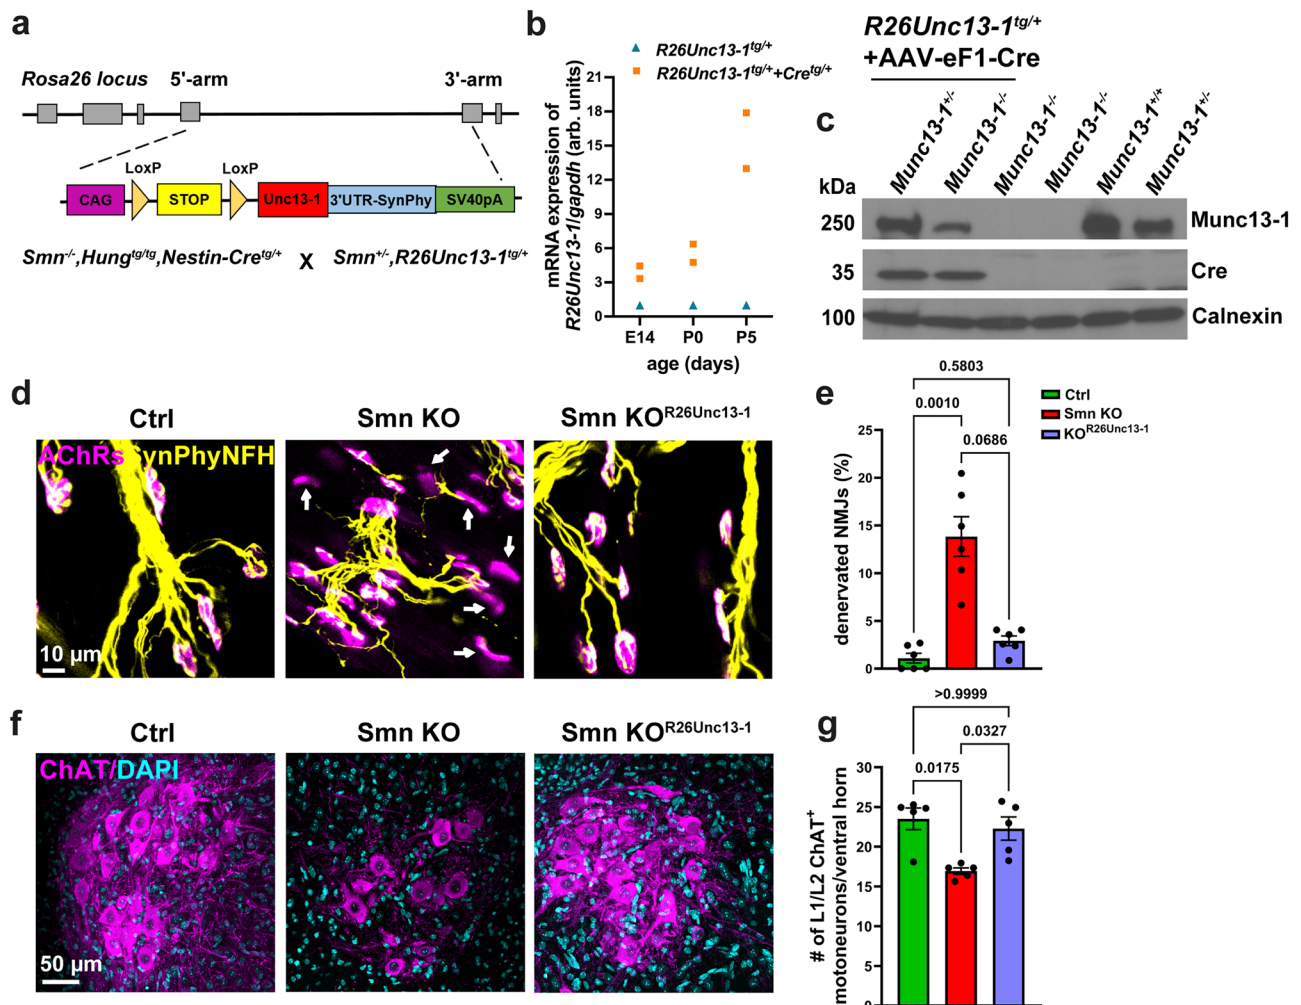 a
Rosa26 locus
5'-arm
3'-arm
LoxP
LoxP
CAG
STOP
Unc13-1
3'UTR-SynPhy
SV40pA
Smn-/-,Hungtg/tg,Nestin-Cretg/+ X Smn+/-,R26Unc13-1tg/+
b
R26Unc13-1tg/+
R26Unc13-1tg/++Cretg/+
mRNA expression of
R26Unc13-1/gapdh (arb. units)
21
18
15
12
9
6
3
0
E14 P0 P5
age (days)
R26Unc13-1tg/+
+AAV-eF1-Cre
c
Munc13-1+/-
Munc13-1-/-
Munc13-1-/-
Munc13-1-/-
Munc13-1+/+
Munc13-1+/-
kDa
250
Munc13-1
35
Cre
100
Calnexin
d
Ctrl
Smn KO
Smn KOR26Unc13-1
AChRsSynPhyNFH
10 µm
e
Ctrl
Smn KO
KOR26Unc13-1
0.5803
0.0010
0.0686
denervated NMJs (%)
25
20
15
10
5
0
f
Ctrl
Smn KO
Smn KOR26Unc13-1
ChAT/DAPI
50 µm
g
>0.9999
0.0327
0.0175
# of L1/L2 ChAT+
motoneurons/ventral horn
30
25
20
15
10
5
0